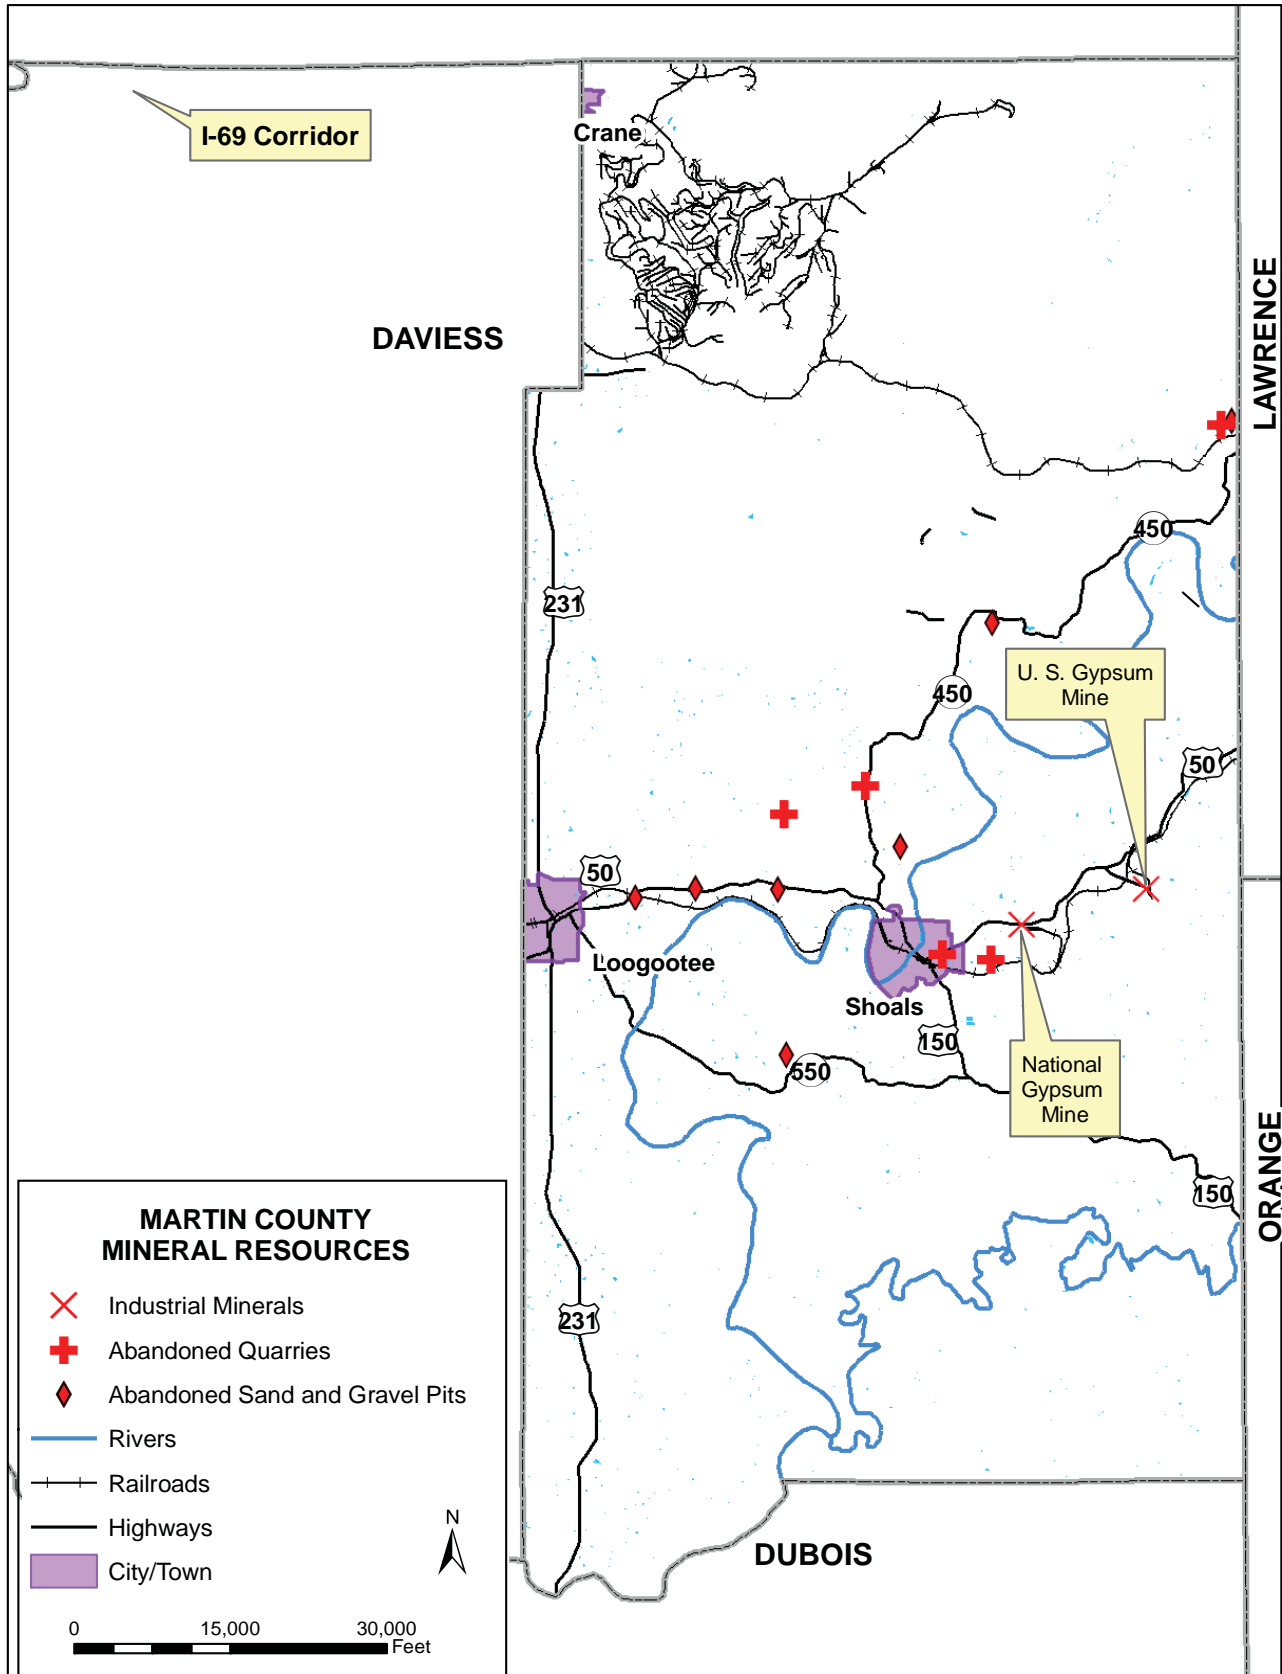 I-69 Corridor
Crane
DAVIESS
LAWRENCE
450
231
U. S. Gypsum
Mine
450
50
50
Loogootee
Shoals
150
550
National
Gypsum
Mine
ORANGE
150
231
DUBOIS
MARTIN COUNTY
MINERAL RESOURCES
Industrial Minerals
Abandoned Quarries
Abandoned Sand and Gravel Pits
Rivers
Railroads
Highways
City/Town
N
0 15,000 30,000
Feet